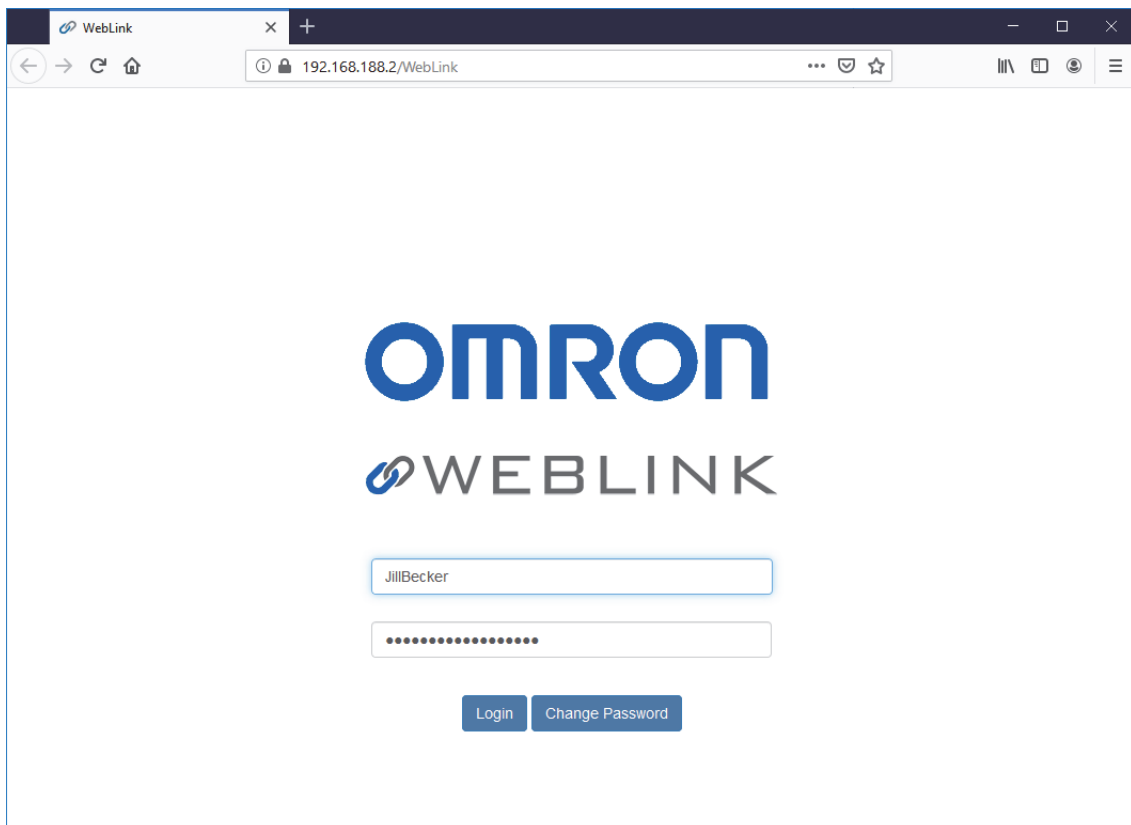 WebLink
192.168.188.2/WebLink
OMRON
WEBLINK
JillBecker
••••••••••••••••••
Login Change Password